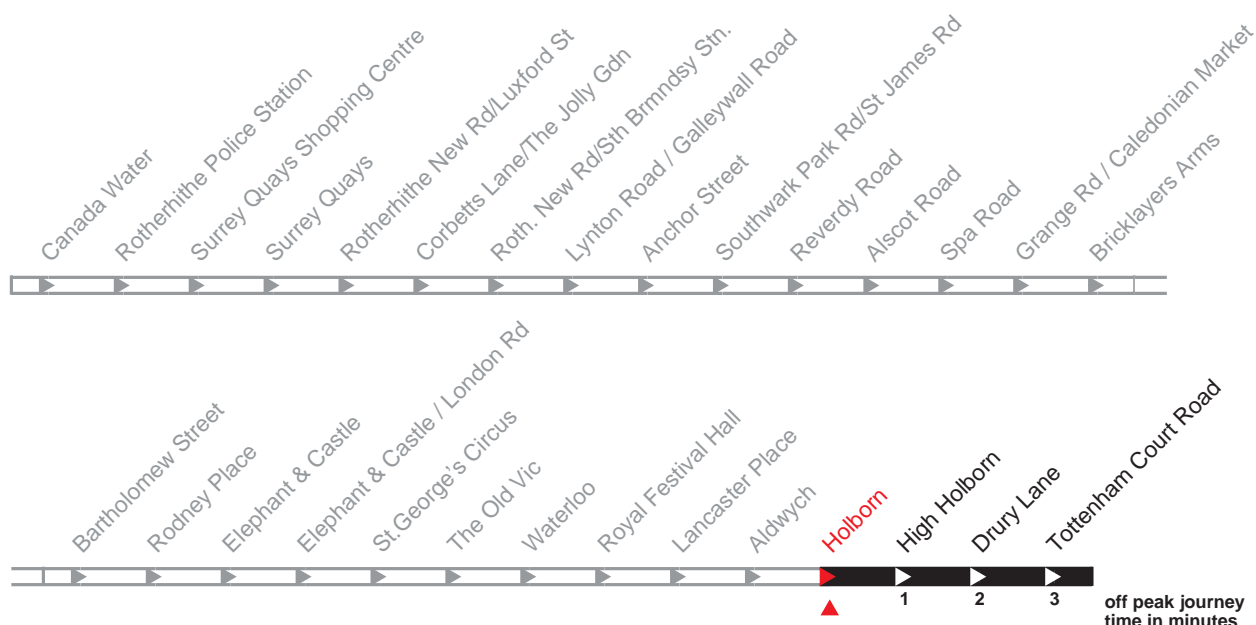 Canada Water
Rotherhithe Police Station
Surrey Quays Shopping Centre
Surrey Quays
Rotherhithe New Rd/Luxford St
Corbetts Lane/The Jolly Gdn
Roth. New Rd/Sth Brmndsy Stn.
Lynton Road / Galleywall Road
Anchor Street
Southwark Park Rd/St James Rd
Reverdy Road
Alscot Road
Spa Road
Grange Rd / Caledonian Market
Bricklayers Arms
Bartholomew Street
Rodney Place
Elephant & Castle
Elephant & Castle / London Rd
St.George's Circus
The Old Vic
Waterloo
Royal Festival Hall
Lancaster Place
Aldwych
Holborn
High Holborn
Drury Lane
Tottenham Court Road
1 2 3
off peak journey
time in minutes